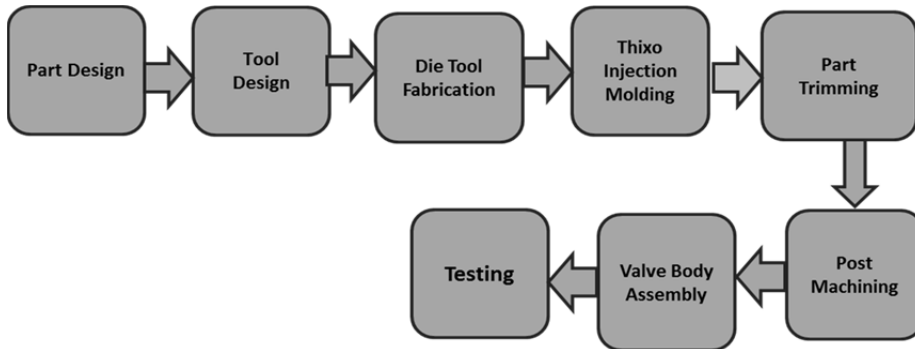 Part Design
Tool
Design
Die Tool
Fabrication
Thixo
Injection
Molding
Part
Trimming
Post
Machining
Valve Body
Assembly
Testing